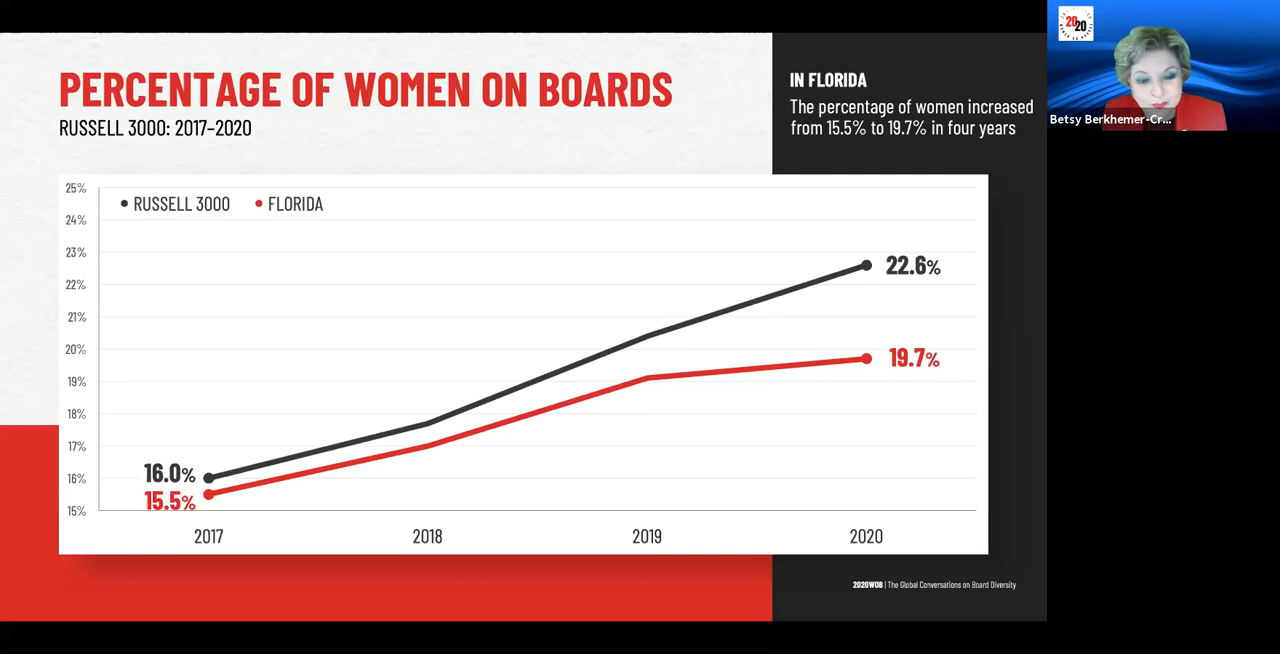 PERCENTAGE OF WOMEN ON BOARDS
RUSSELL 3000: 2017-2020
IN FLORIDA
The percentage of women increased
from 15.5% to 19.7% in four years
2020
Betsy Berkhemer-Cr...
RUSSELL 3000
FLORIDA
25%
24%
23%
22%
21%
20%
19%
18%
17%
16%
15%
22.6%
19.7%
16.0%
15.5%
2017
2018
2019
2020
2020WOB | The Global Conversations on Board Diversity